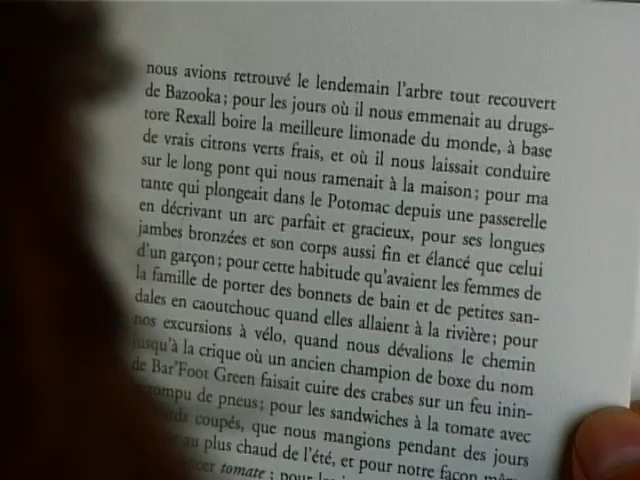 nous avions retrouvé le lendemain l'arbre tout recouvert
de Bazooka ; pour les jours où il nous emmenait au drugs-
tore Rexall boire la meilleure limonade du monde, à base
de vrais citrons verts frais, et où il nous laissait conduire
sur le long pont qui nous ramenait à la maison ; pour ma
tante qui plongeait dans le Potomac depuis une passerelle
en décrivant un arc parfait et gracieux, pour ses longues
jambes bronzées et son corps aussi fin et élancé que celui
d'un garçon ; pour cette habitude qu'avaient les femmes de
la famille de porter des bonnets de bain et de petites san-
dales en caoutchouc quand elles allaient à la rivière ; pour
nos excursions à vélo, quand nous dévalions le chemin
jusqu'à la crique où un ancien champion de boxe du nom
de Bar'Foot Green faisait cuire des crabes sur un feu inin-
rompu de pneus ; pour les sandwiches à la tomate avec
coupés, que nous mangions pendant des jours
au plus chaud de l'été, et pour notre façon
tomate ; pour